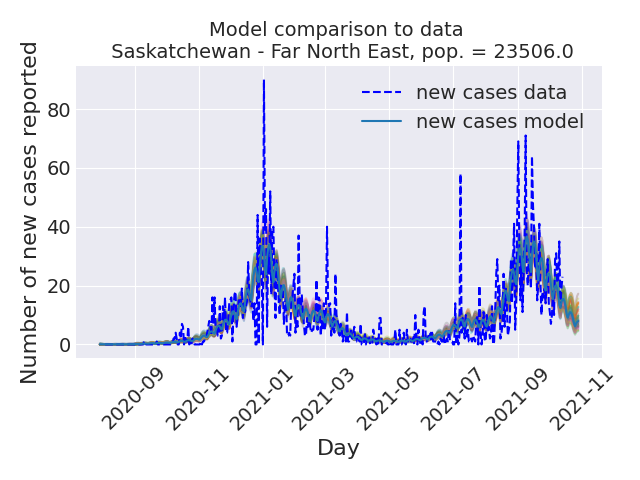 Model comparison to data
Saskatchewan - Far North East, pop. = 23506.0
Number of new cases reported
new cases data
new cases model
80
60
40
20
0
2020-09
2020-11
2021-01
2021-03
2021-05
2021-07
2021-09
2021-11
Day